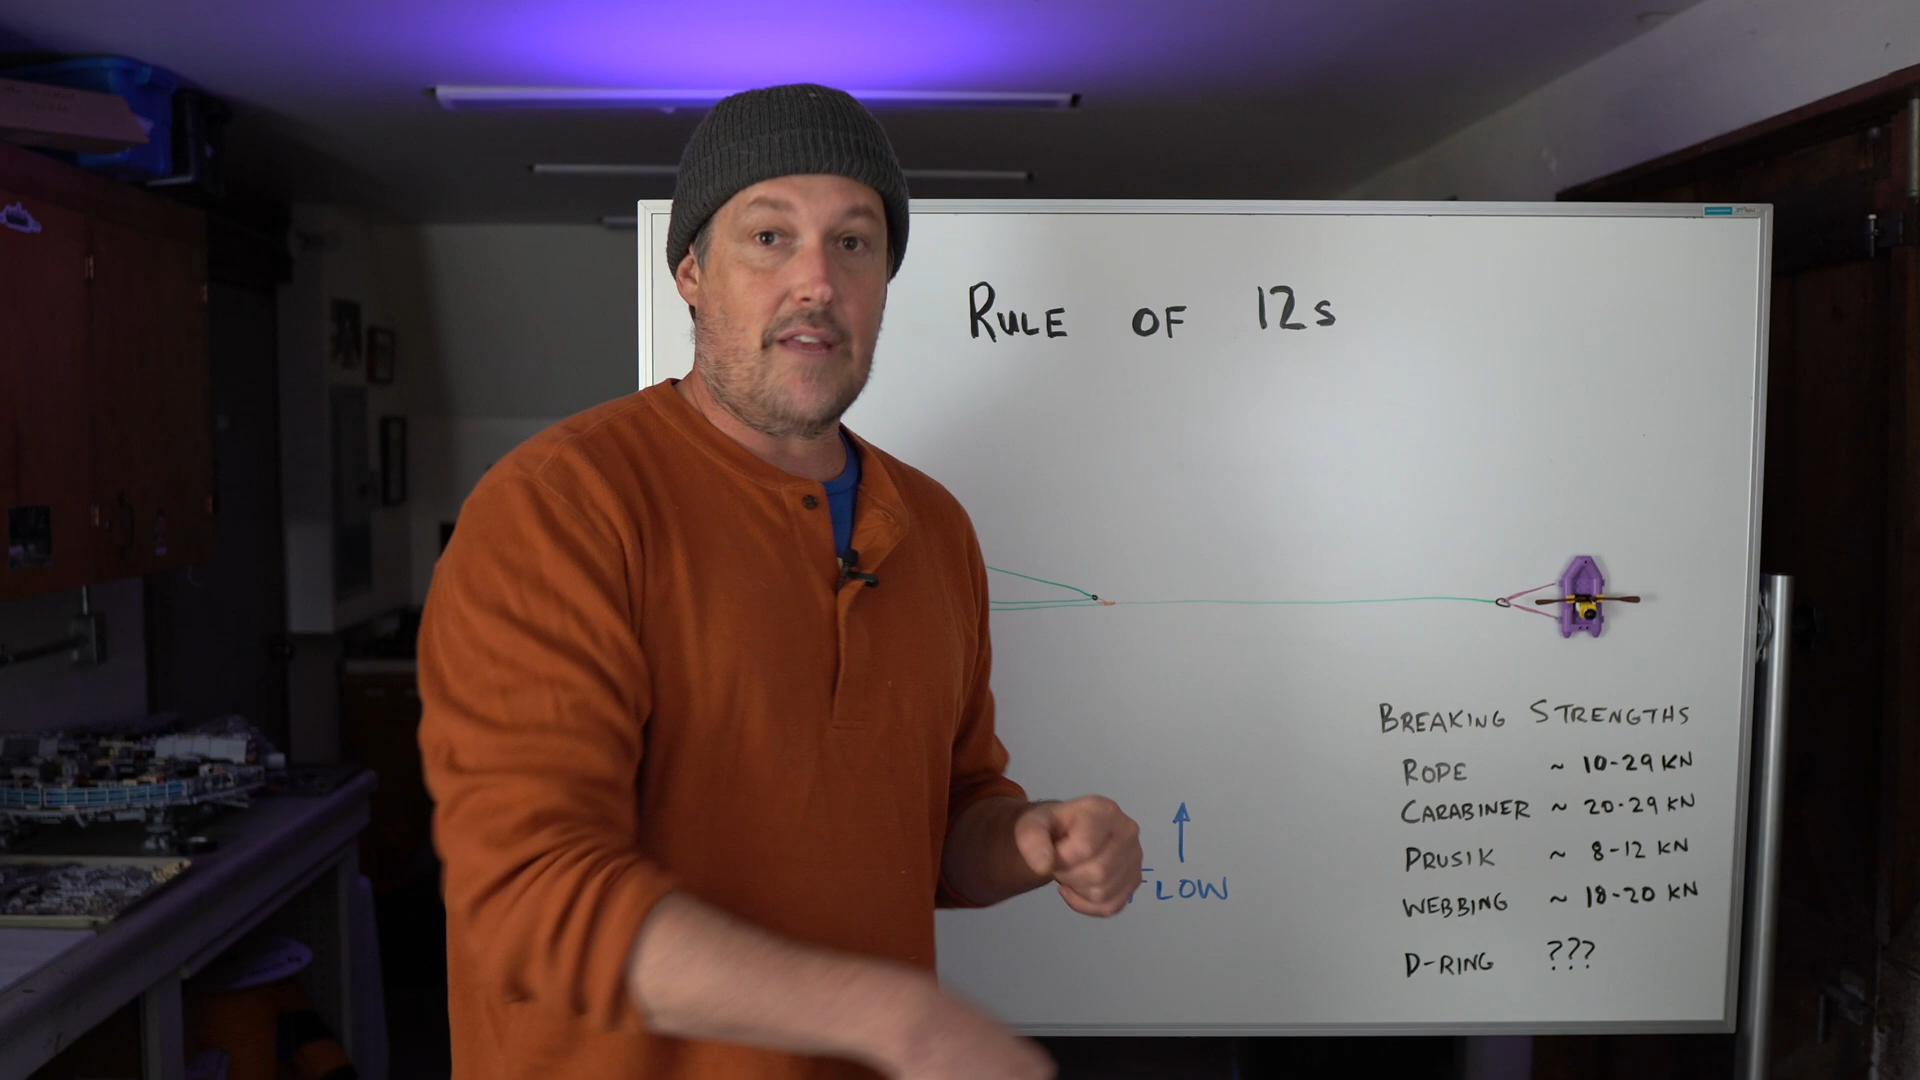 RULE OF 12s
BREAKING STRENGTHS
ROPE ~ 10-29 KN
CARABINER ~ 20-29 KN
PRUSIK ~ 8-12 KN
WEBBING ~ 18-20 KN
D-RING ???
FLOW